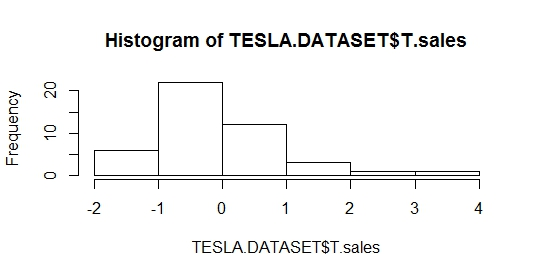 Histogram of TESLA.DATASET$T.sales
Frequency
20
10
0
-2 -1 0 1 2 3 4
TESLA.DATASET$T.sales